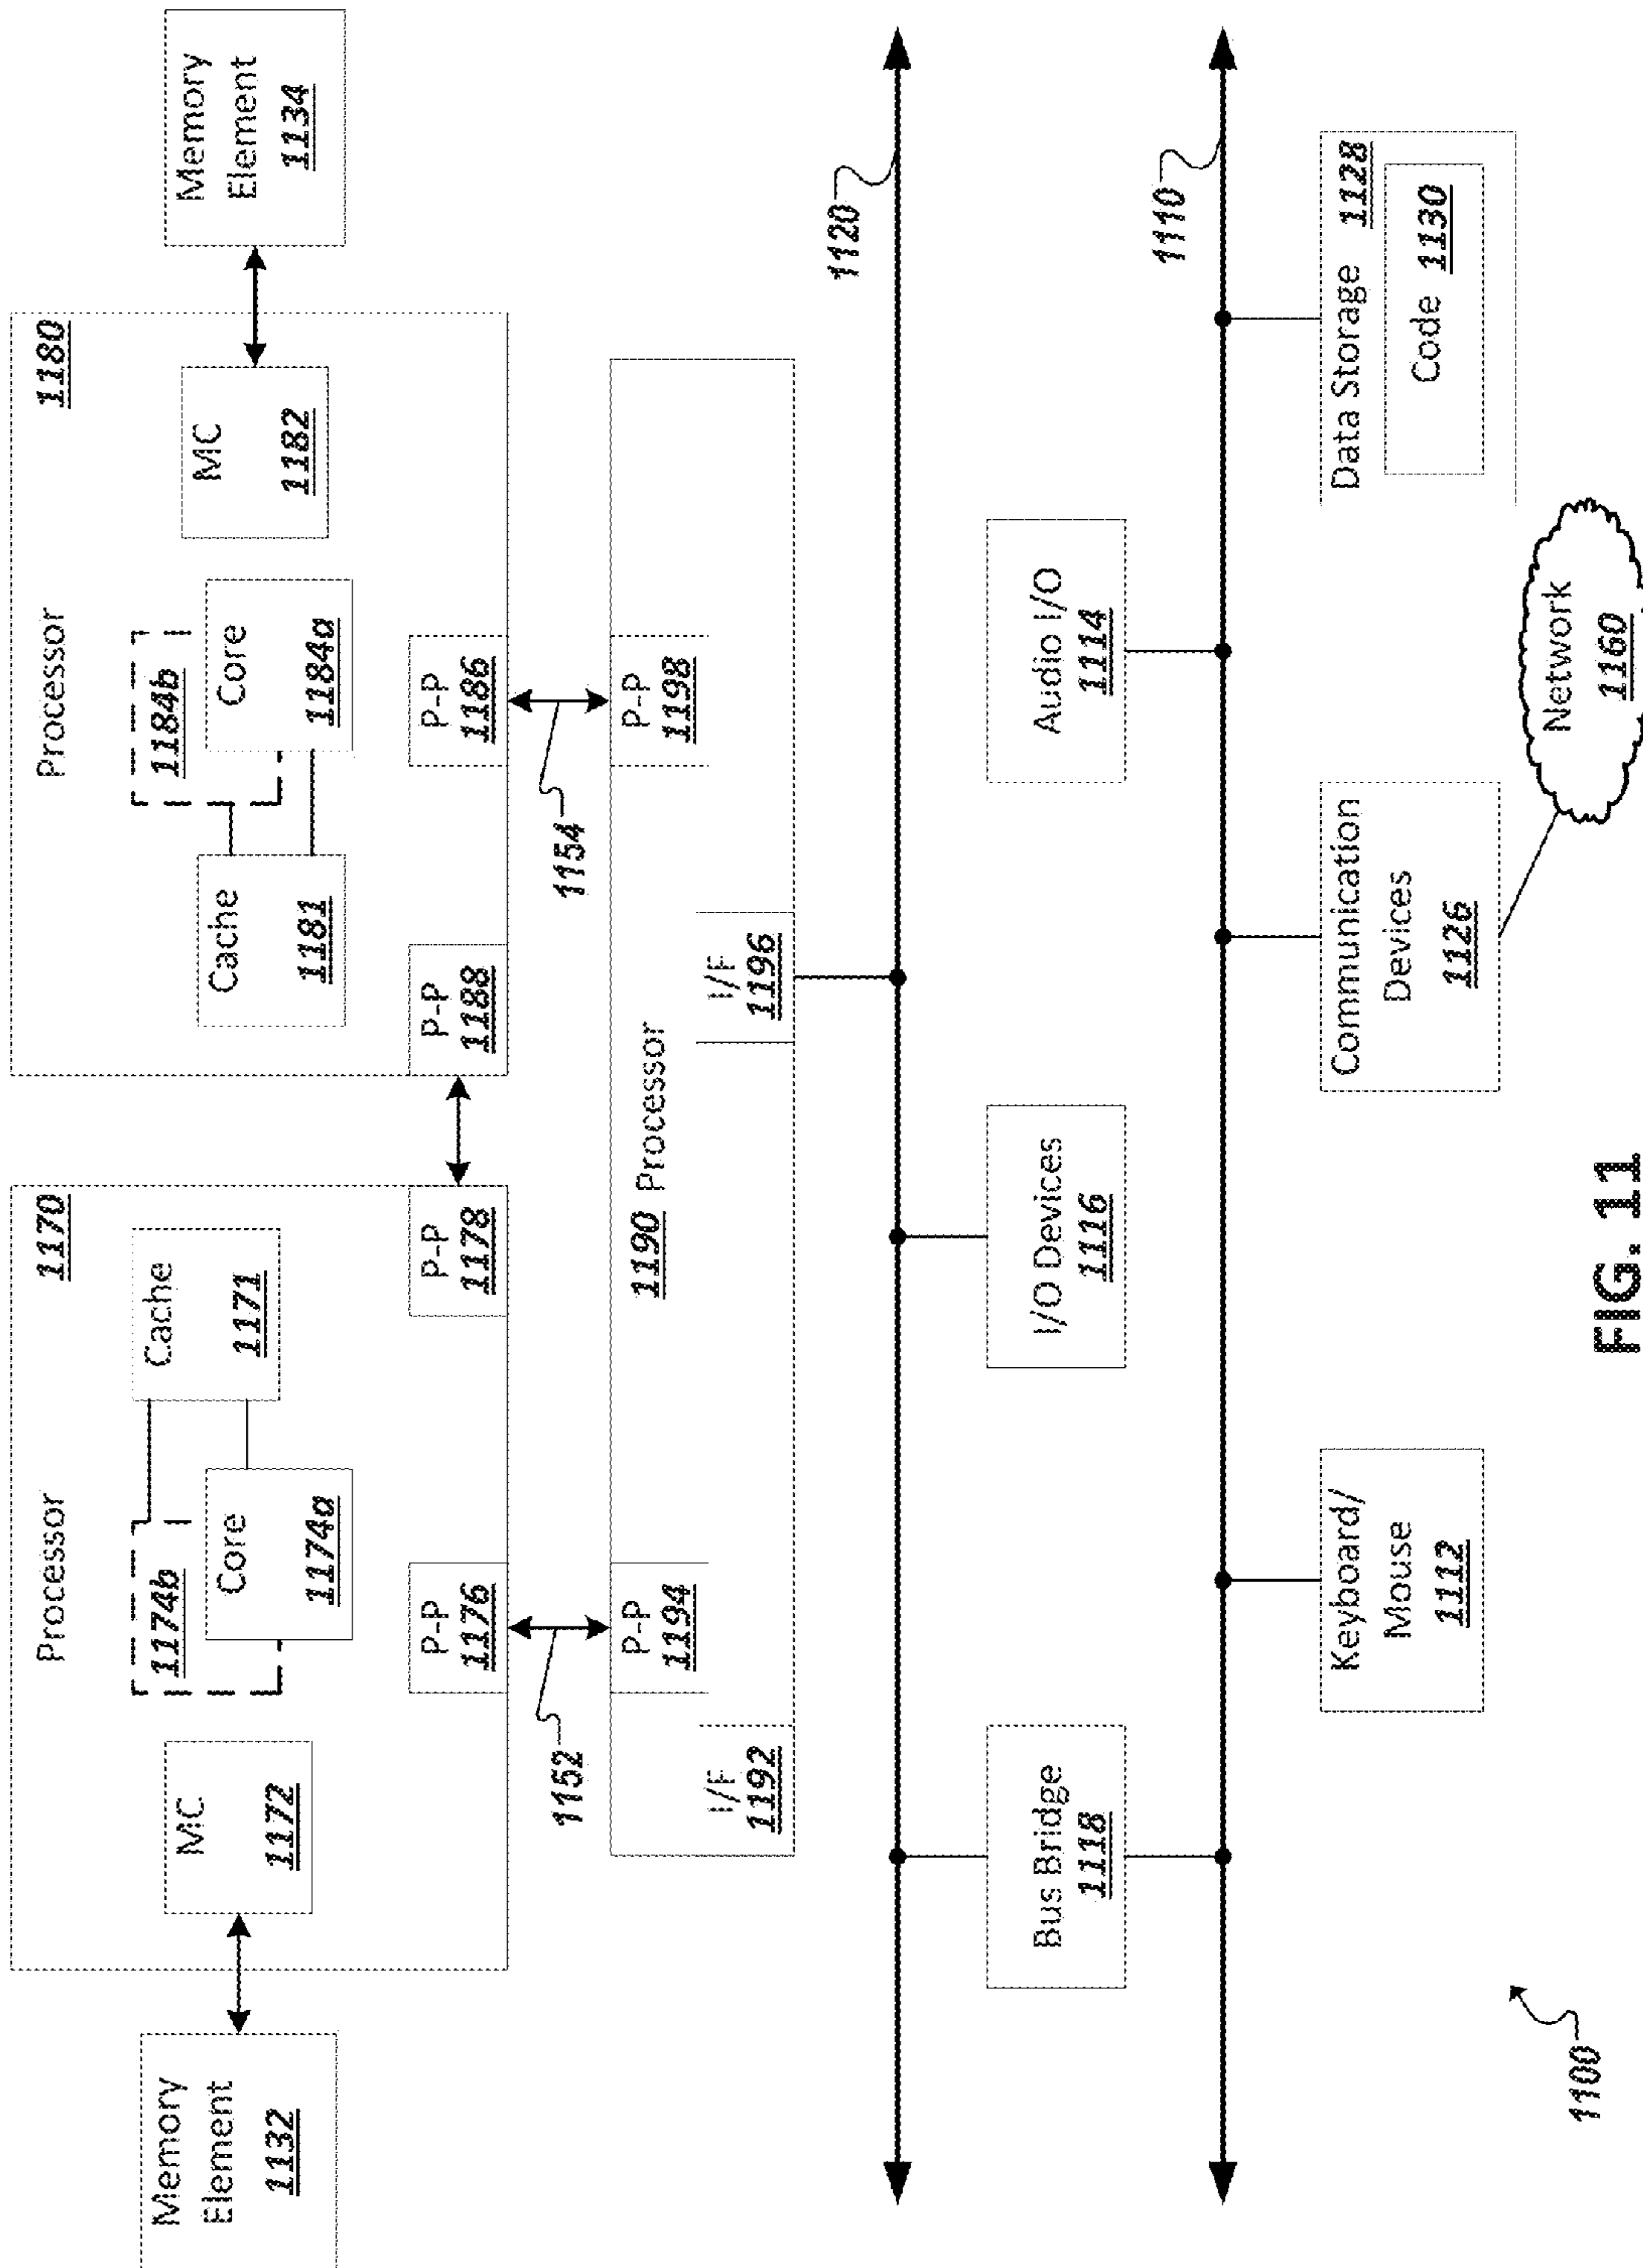 Memory
Element
1132
Processor
1170
MC
1172
1174b
Core
1174a
Cache
1171
P-P
1176
P-P
1178
Processor
1180
Cache
1181
1184b
Core
1184a
MC
1182
P-P
1188
P-P
1186
Memory
Element
1134
1152
1154
P-P
1194
1190 Processor
P-P
1198
I/F
1192
I/F
1196
1120
Bus Bridge
1118
I/O Devices
1116
Audio I/O
1114
1110
Keyboard/
Mouse
1112
Communication
Devices
1126
Data Storage 1128
Code 1130
Network
1160
1100
FIG. 11